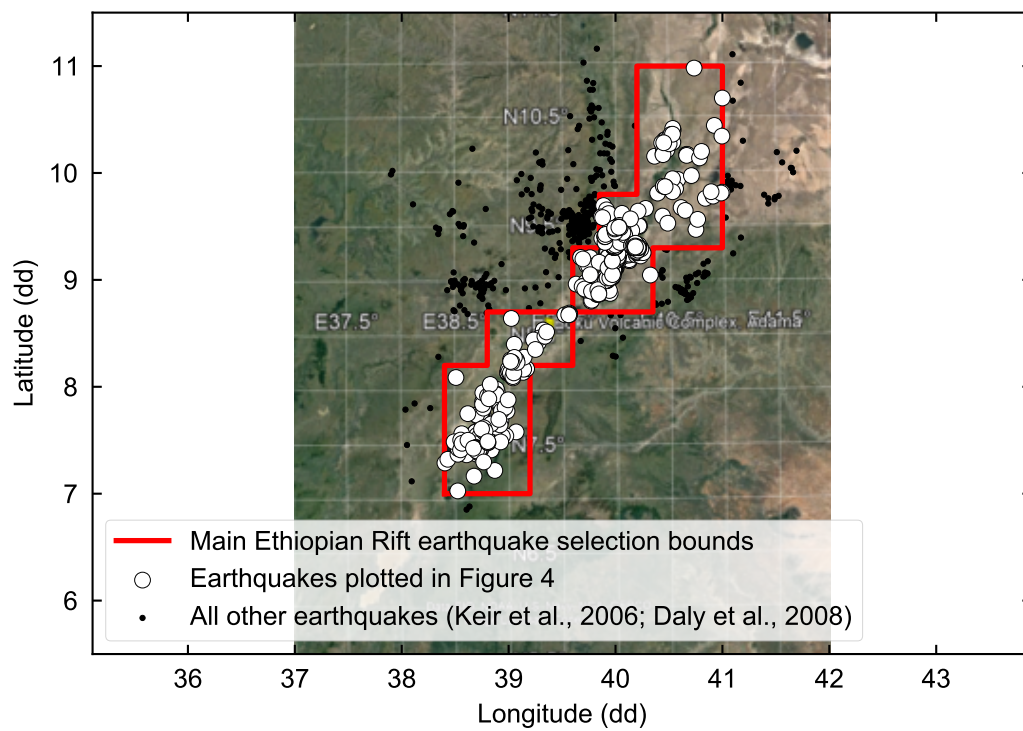 11
10
9
8
7
6
Latitude (dd)
N10.5°
E37.5°
E38.5°
Volcanic Complex, Adama
N7.5°
Main Ethiopian Rift earthquake selection bounds
Earthquakes plotted in Figure 4
All other earthquakes (Keir et al., 2006; Daly et al., 2008)
36
37
38
39
40
41
42
43
Longitude (dd)